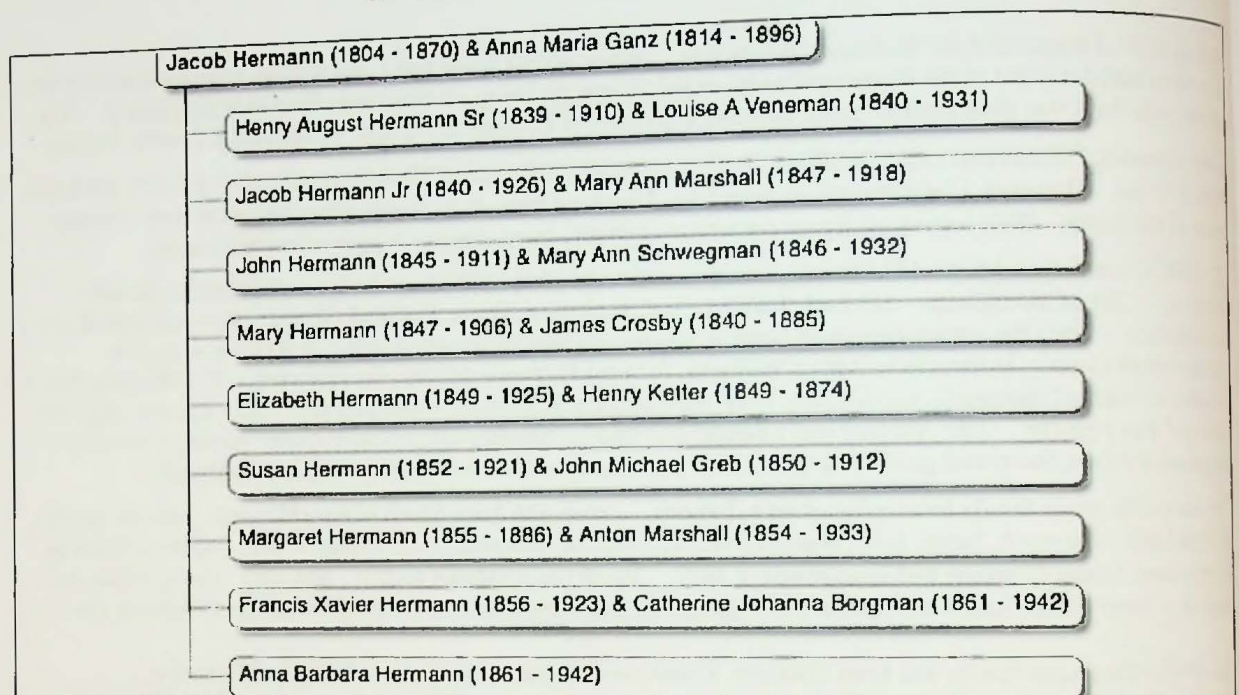 Jacob Hermann (1804 - 1870) & Anna Maria Ganz (1814 - 1896)
Henry August Hermann Sr (1839 - 1910) & Louise A Veneman (1840 - 1931)
Jacob Hermann Jr (1840 - 1926) & Mary Ann Marshall (1847 - 1918)
John Hermann (1845 - 1911) & Mary Ann Schwegman (1846 - 1932)
Mary Hermann (1847 - 1906) & James Crosby (1840 - 1885)
Elizabeth Hermann (1849 - 1925) & Henry Kelter (1849 - 1874)
Susan Hermann (1852 - 1921) & John Michael Greb (1850 - 1912)
Margaret Hermann (1855 - 1886) & Anton Marshall (1854 - 1933)
Francis Xavier Hermann (1856 - 1923) & Catherine Johanna Borgman (1861 - 1942)
Anna Barbara Hermann (1861 - 1942)